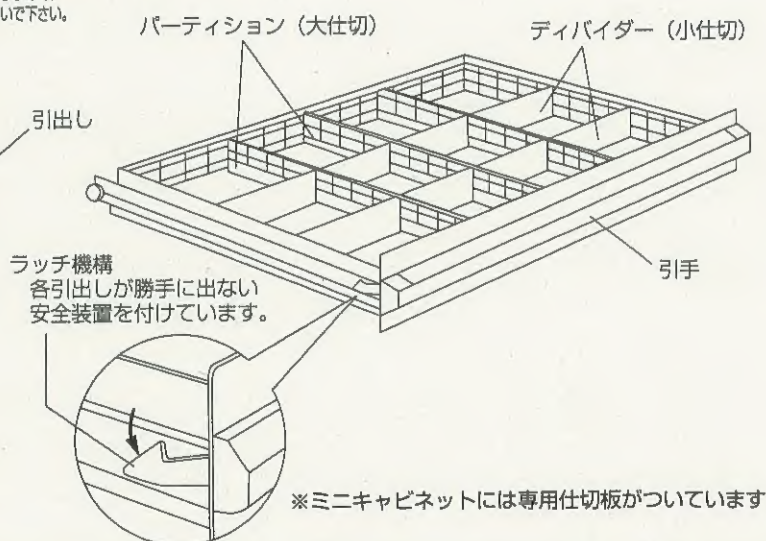 いで下さい。
パーティション（大仕切）
ディバイダー（小仕切）
引出し
引手
ラッチ機構
各引出しが勝手に出ない
安全装置を付けています。
※ミニキャビネットには専用仕切板がついています